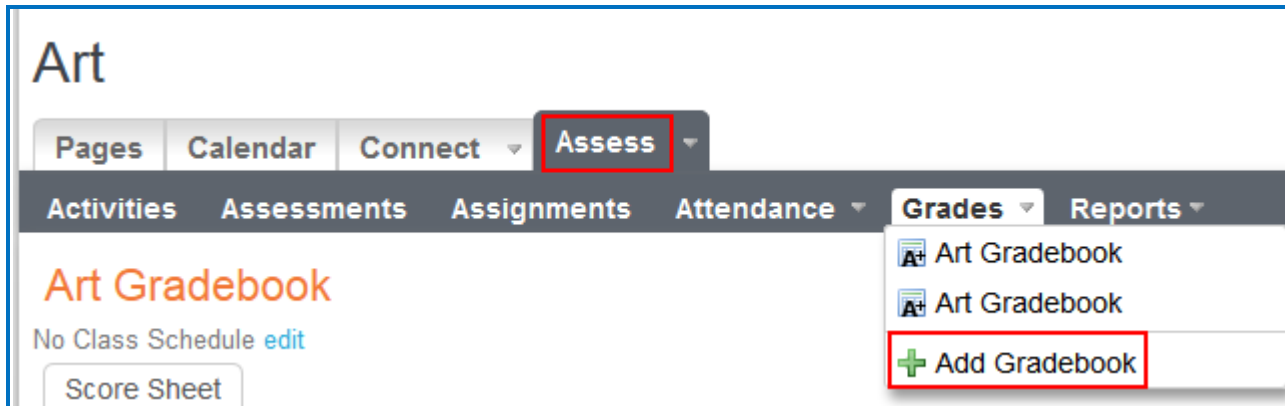 Art
Pages Calendar Connect Assess
Activities Assessments Assignments Attendance Grades Reports
Art Gradebook
No Class Schedule edit
Score Sheet
A+ Art Gradebook
A+ Art Gradebook
Add Gradebook